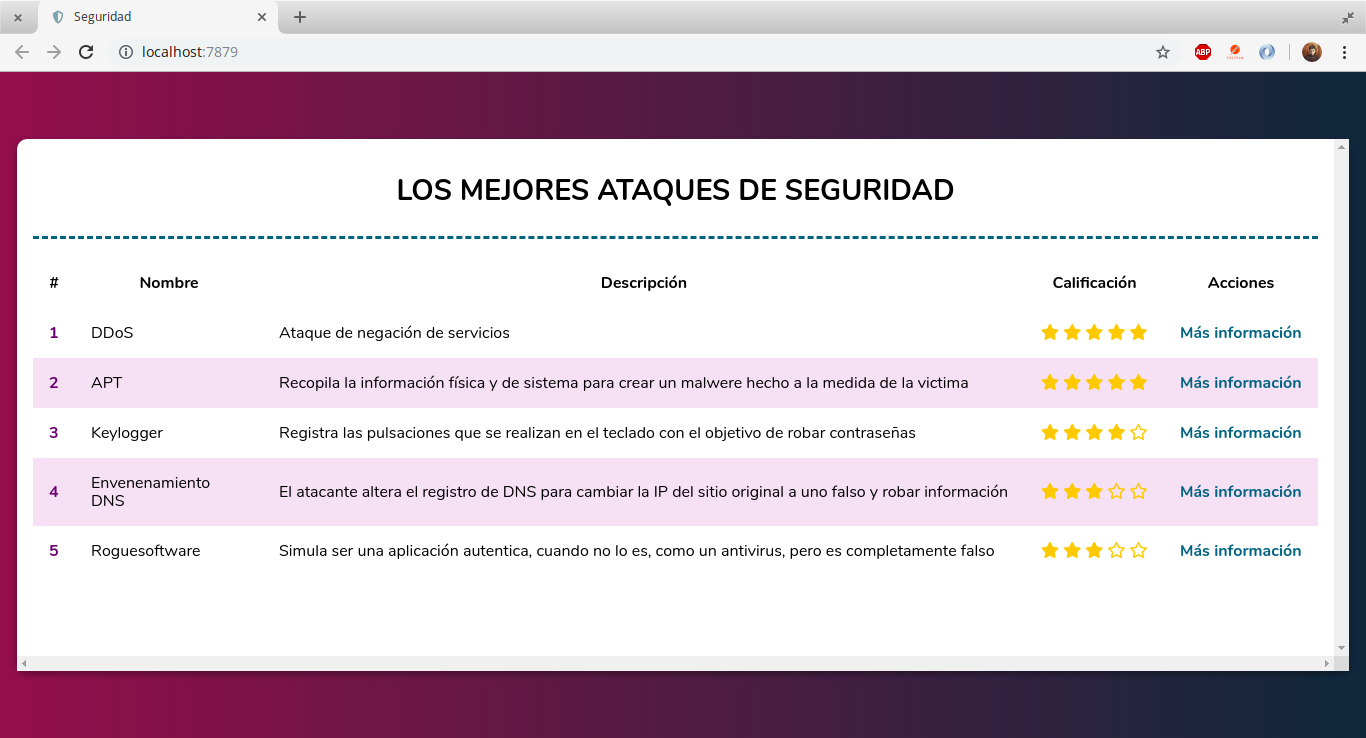 Seguridad
localhost:7879
ABP
LOS MEJORES ATAQUES DE SEGURIDAD
# Nombre Descripción Calificación Acciones
1 DDoS Ataque de negación de servicios Más información
2 APT Recopila la información física y de sistema para crear un malwere hecho a la medida de la victima Más información
3 Keylogger Registra las pulsaciones que se realizan en el teclado con el objetivo de robar contraseñas Más información
4 Envenenamiento DNS El atacante altera el registro de DNS para cambiar la IP del sitio original a uno falso y robar información Más información
5 Roguesoftware Simula ser una aplicación autentica, cuando no lo es, como un antivirus, pero es completamente falso Más información